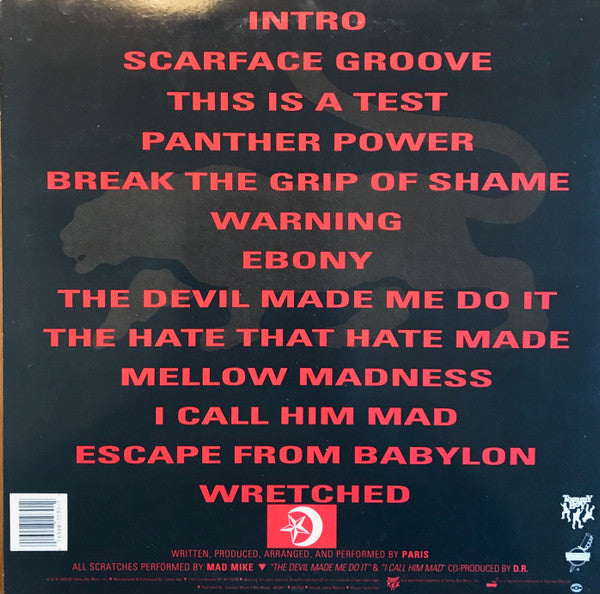 INTRO
SCARFACE GROOVE
THIS IS A TEST
PANTHER POWER
BREAK THE GRIP OF SHAME
WARNING
EBONY
THE DEVIL MADE ME DO IT
THE HATE THAT HATE MADE
MELLOW MADNESS
I CALL HIM MAD
ESCAPE FROM BABYLON
WRETCHED
TOMMY BOY
WRITTEN, PRODUCED, ARRANGED, AND PERFORMED BY PARIS
ALL SCRATCHES PERFORMED BY MAD MIKE ▼ "THE DEVIL MADE ME DO IT" & "I CALL HIM MAD" CO-PRODUCED BY D.R.